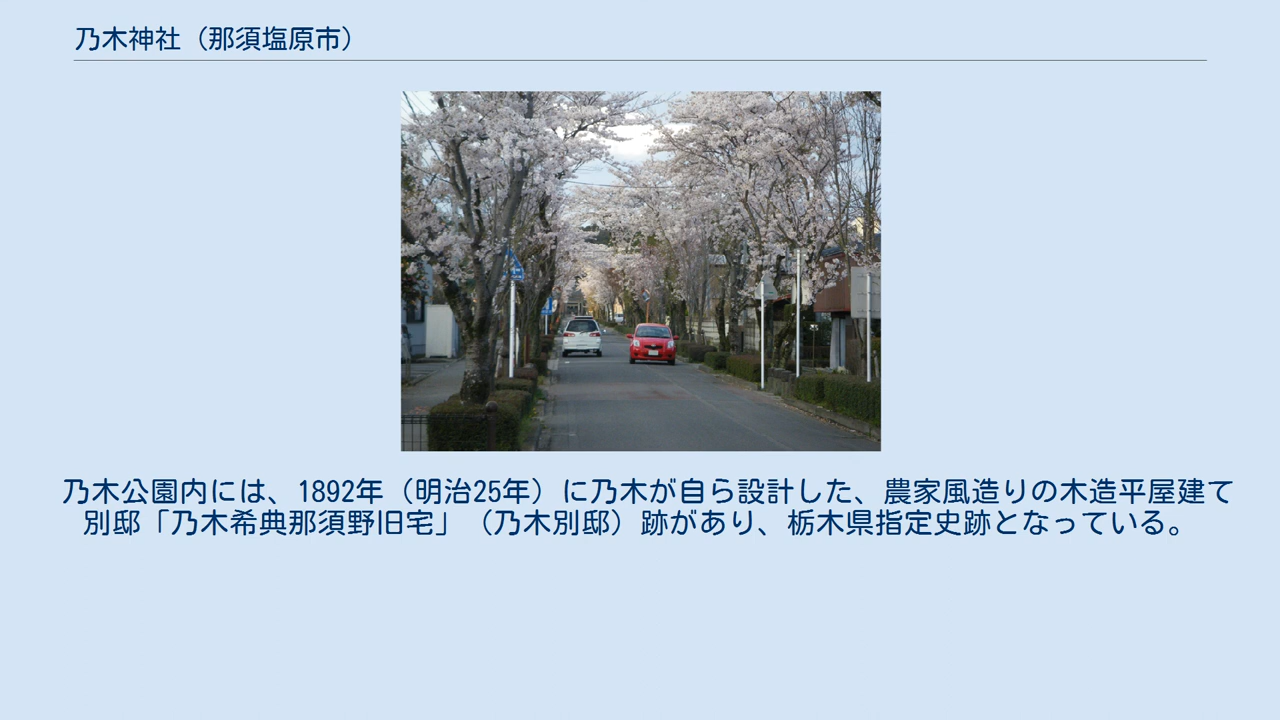 乃木神社（那須塩原市）
乃木公園内には、1892年（明治25年）に乃木が自ら設計した、農家風造りの木造平屋建て
別邸「乃木希典那須野旧宅」（乃木別邸）跡があり、栃木県指定史跡となっている。